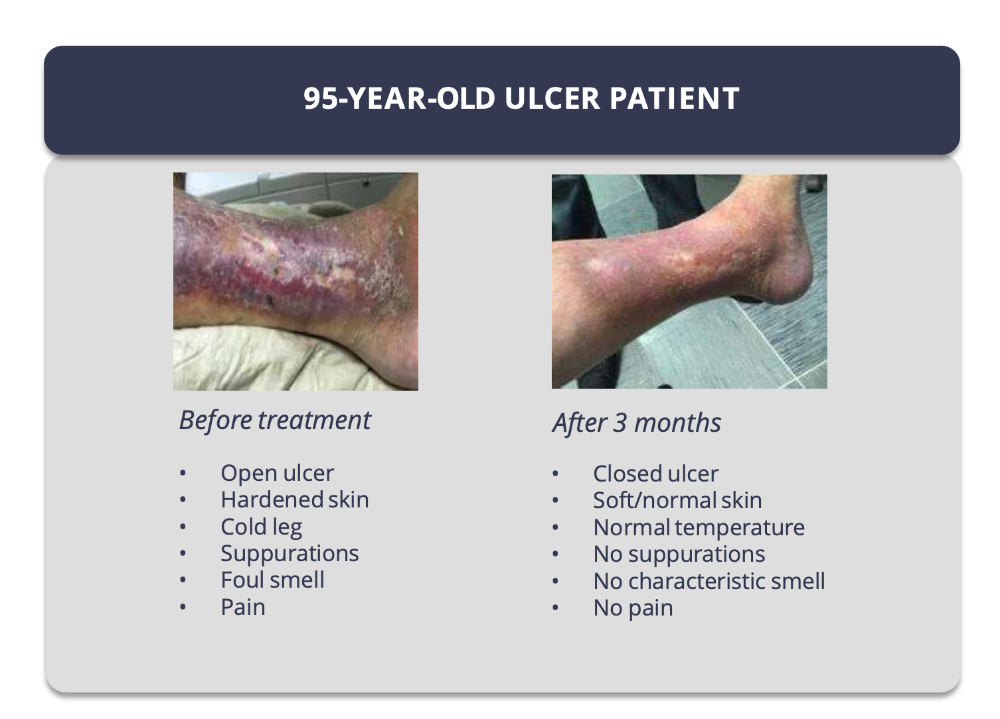 95-YEAR-OLD ULCER PATIENT
Before treatment
• Open ulcer
• Hardened skin
• Cold leg
• Suppurations
• Foul smell
• Pain
After 3 months
• Closed ulcer
• Soft/normal skin
• Normal temperature
• No suppurations
• No characteristic smell
• No pain